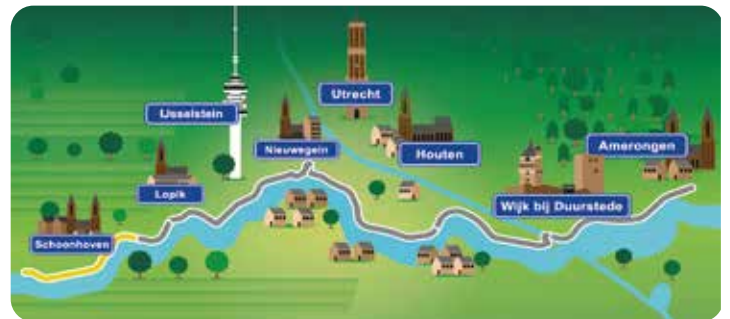 Utrecht
IJsselstein
Nieuwegein
Houten
Amerongen
Lopik
Wijk bij Duurstede
Schoonhoven